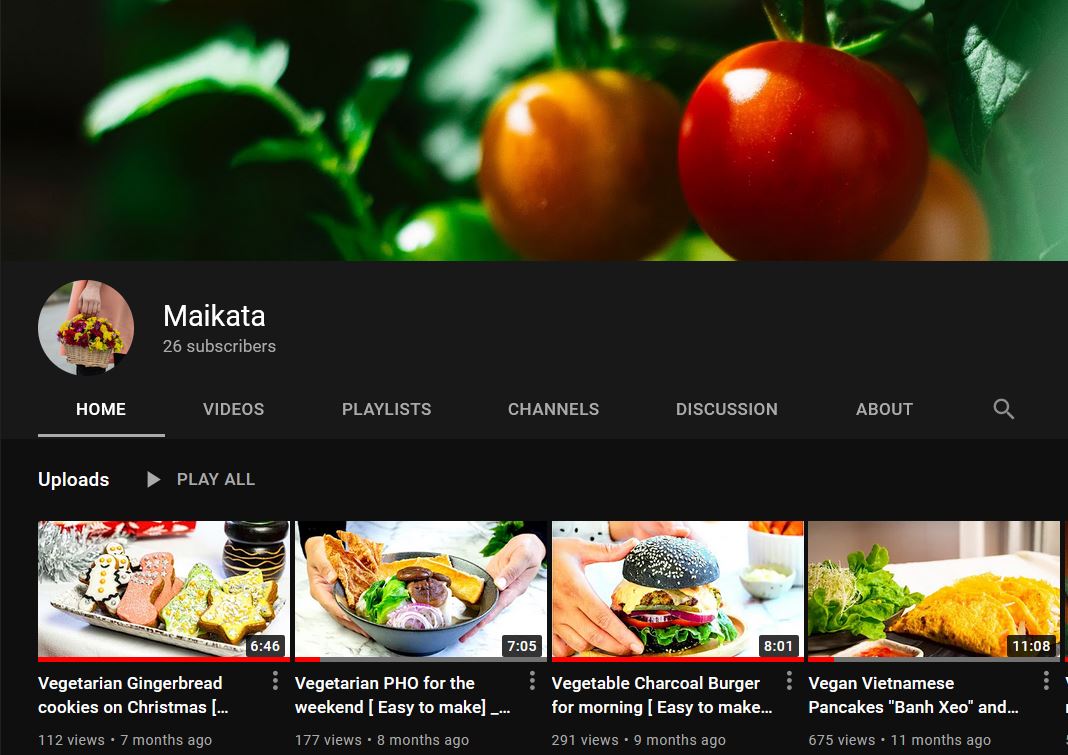 Maikata
26 subscribers
HOME VIDEOS PLAYLISTS CHANNELS DISCUSSION ABOUT
Uploads PLAY ALL
6:46 7:05 8:01 11:08
Vegetarian Gingerbread
cookies on Christmas [...
112 views • 7 months ago
Vegetarian PHO for the
weekend [ Easy to make] _...
177 views • 8 months ago
Vegetable Charcoal Burger
for morning [ Easy to make...
291 views • 9 months ago
Vegan Vietnamese
Pancakes "Banh Xeo" and...
675 views • 11 months ago